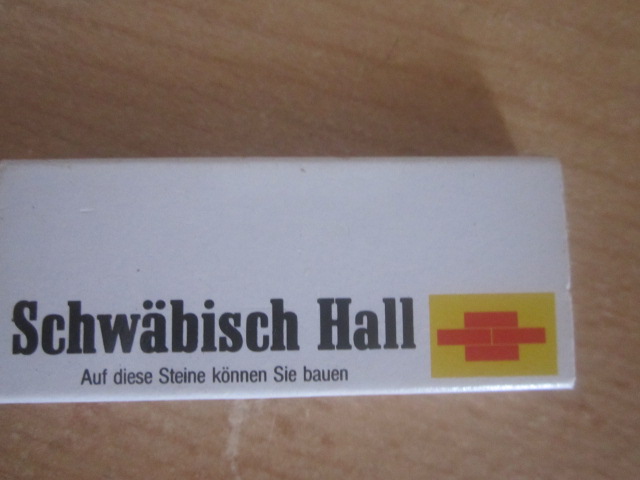 Schwäbisch Hall
Auf diese Steine können Sie bauen